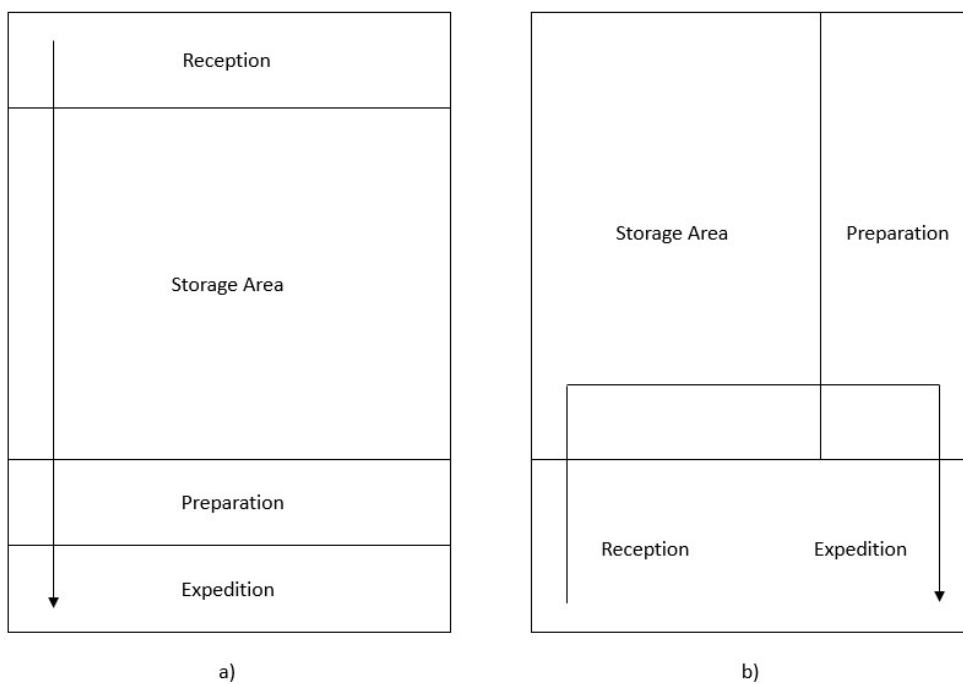 Reception
Storage Area
Preparation
Expedition
a)
Storage Area
Preparation
Reception
Expedition
b)